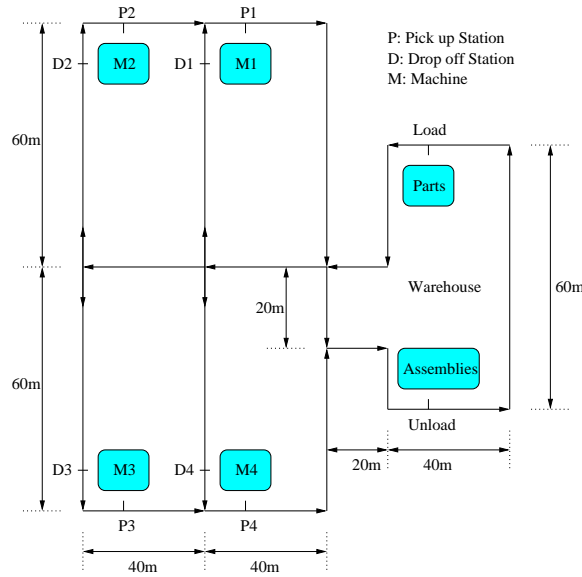 P2 P1
P: Pick up Station
D: Drop off Station
M: Machine
D2 M2 D1 M1
Load
60m
Parts
60m
Warehouse
20m
60m
Assemblies
Unload
D3 M3 D4 M4
20m 40m
P3 P4
40m 40m